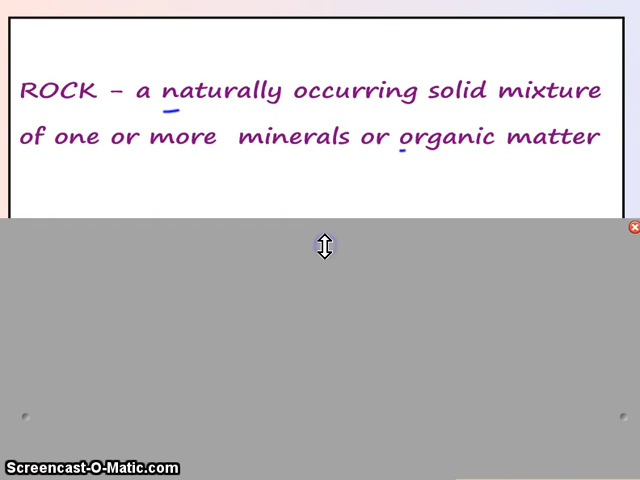 ROCK – a naturally occurring solid mixture
of one or more minerals or organic matter
Screencast-O-Matic.com